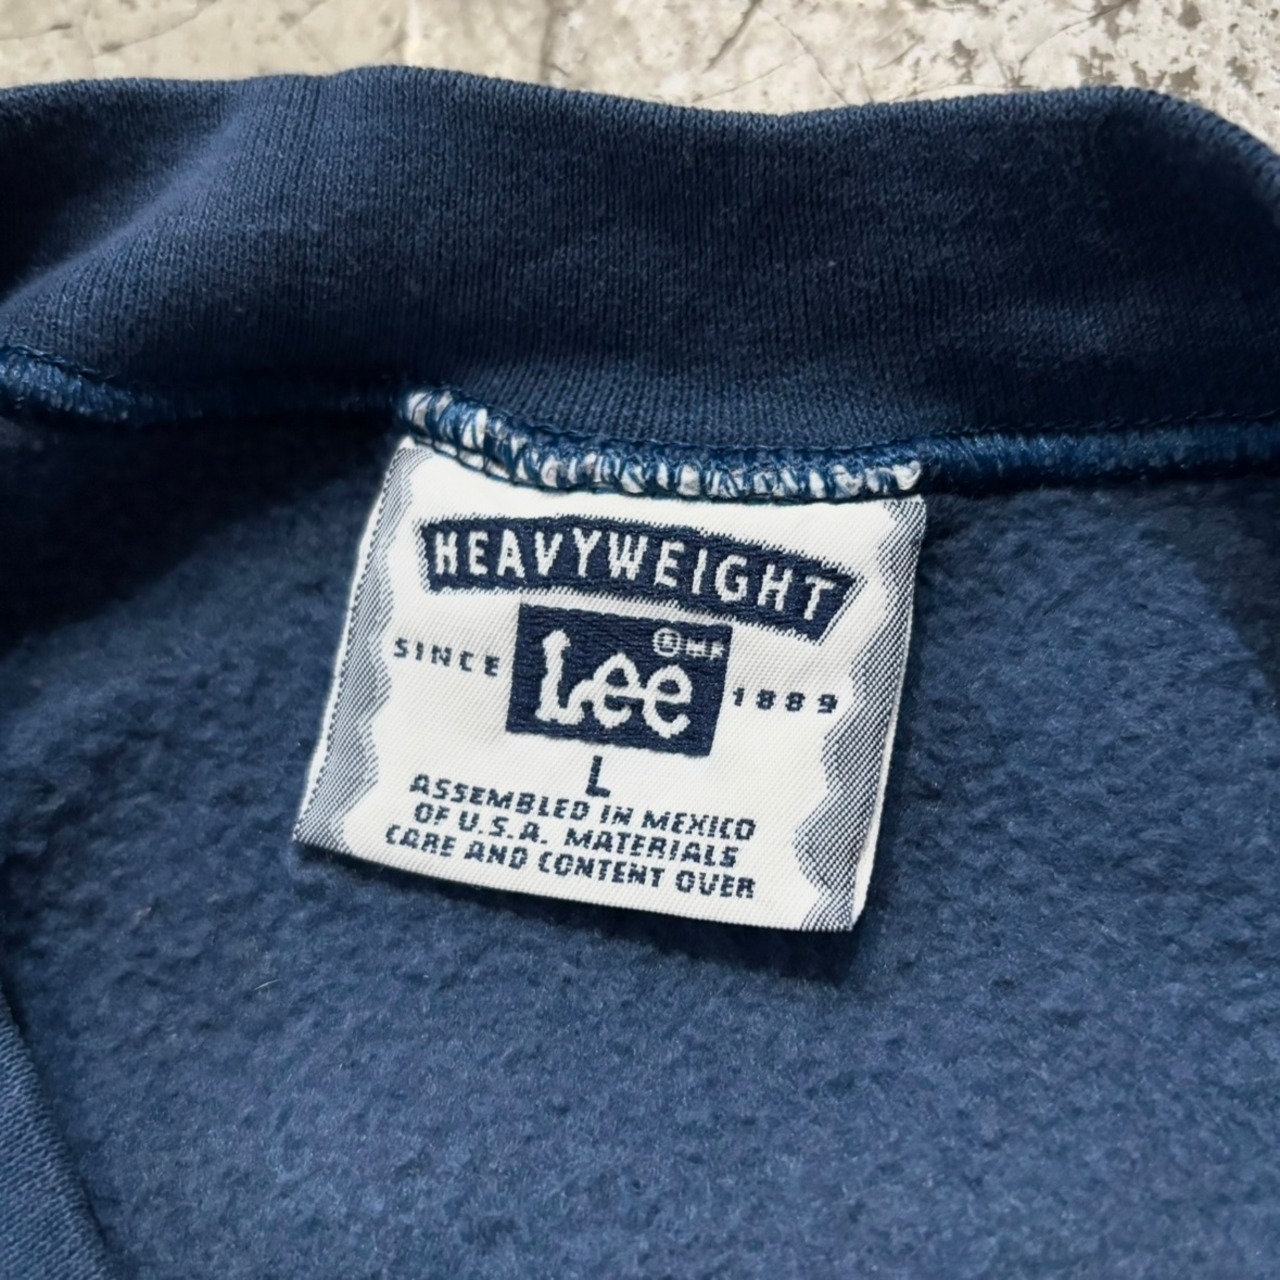 HEAVYWEIGHT
SINCE Lee ® MR 1889
L
ASSEMBLED IN MEXICO
OF U.S.A. MATERIALS
CARE AND CONTENT OVER